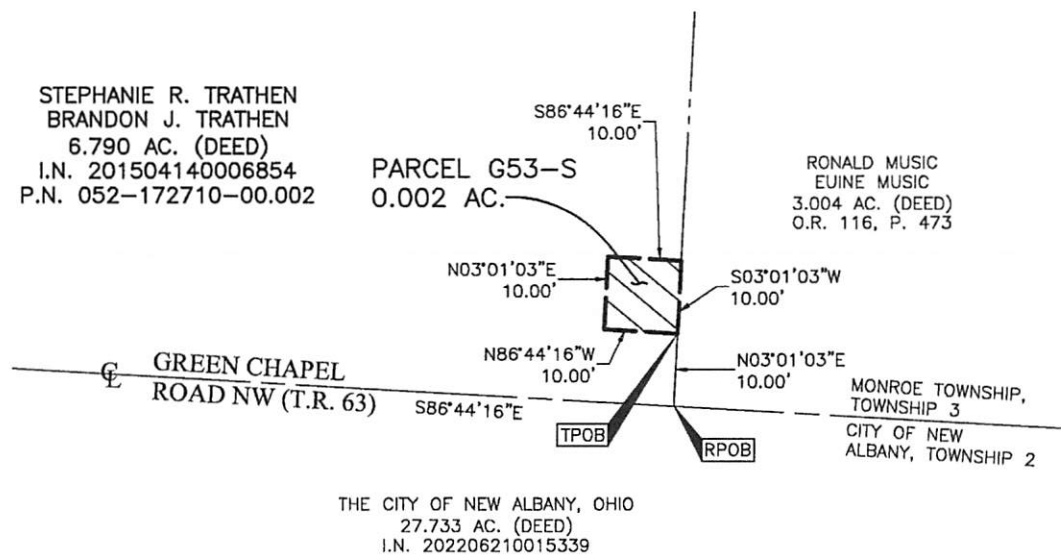 STEPHANIE R. TRATHEN
BRANDON J. TRATHEN
6.790 AC. (DEED)
I.N. 201504140006854
P.N. 052-172710-00.002
PARCEL G53-S
0.002 AC.
S86°44'16"E
10.00'
RONALD MUSIC
EUINE MUSIC
3.004 AC. (DEED)
O.R. 116, P. 473
N03°01'03"E
10.00'
S03°01'03"W
10.00'
N86°44'16"W
10.00'
N03°01'03"E
10.00'
℄ GREEN CHAPEL
ROAD NW (T.R. 63)
S86°44'16"E
MONROE TOWNSHIP,
TOWNSHIP 3
CITY OF NEW
ALBANY, TOWNSHIP 2
TPOB
RPOB
THE CITY OF NEW ALBANY, OHIO
27.733 AC. (DEED)
I.N. 202206210015339